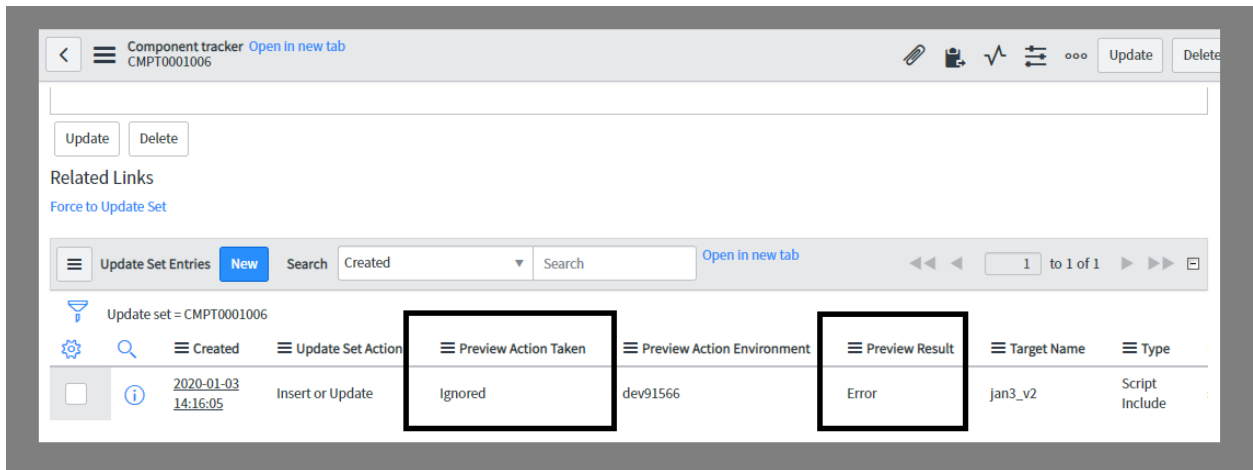 Component tracker Open in new tab
CMPT0001006
Update Delete
Update Delete
Related Links
Force to Update Set
Update Set Entries New Search Created Search Open in new tab 1 to 1 of 1
Update set = CMPT0001006
Created Update Set Action Preview Action Taken Preview Action Environment Preview Result Target Name Type
2020-01-03
14:16:05 Insert or Update Ignored dev91566 Error jan3_v2 Script
Include